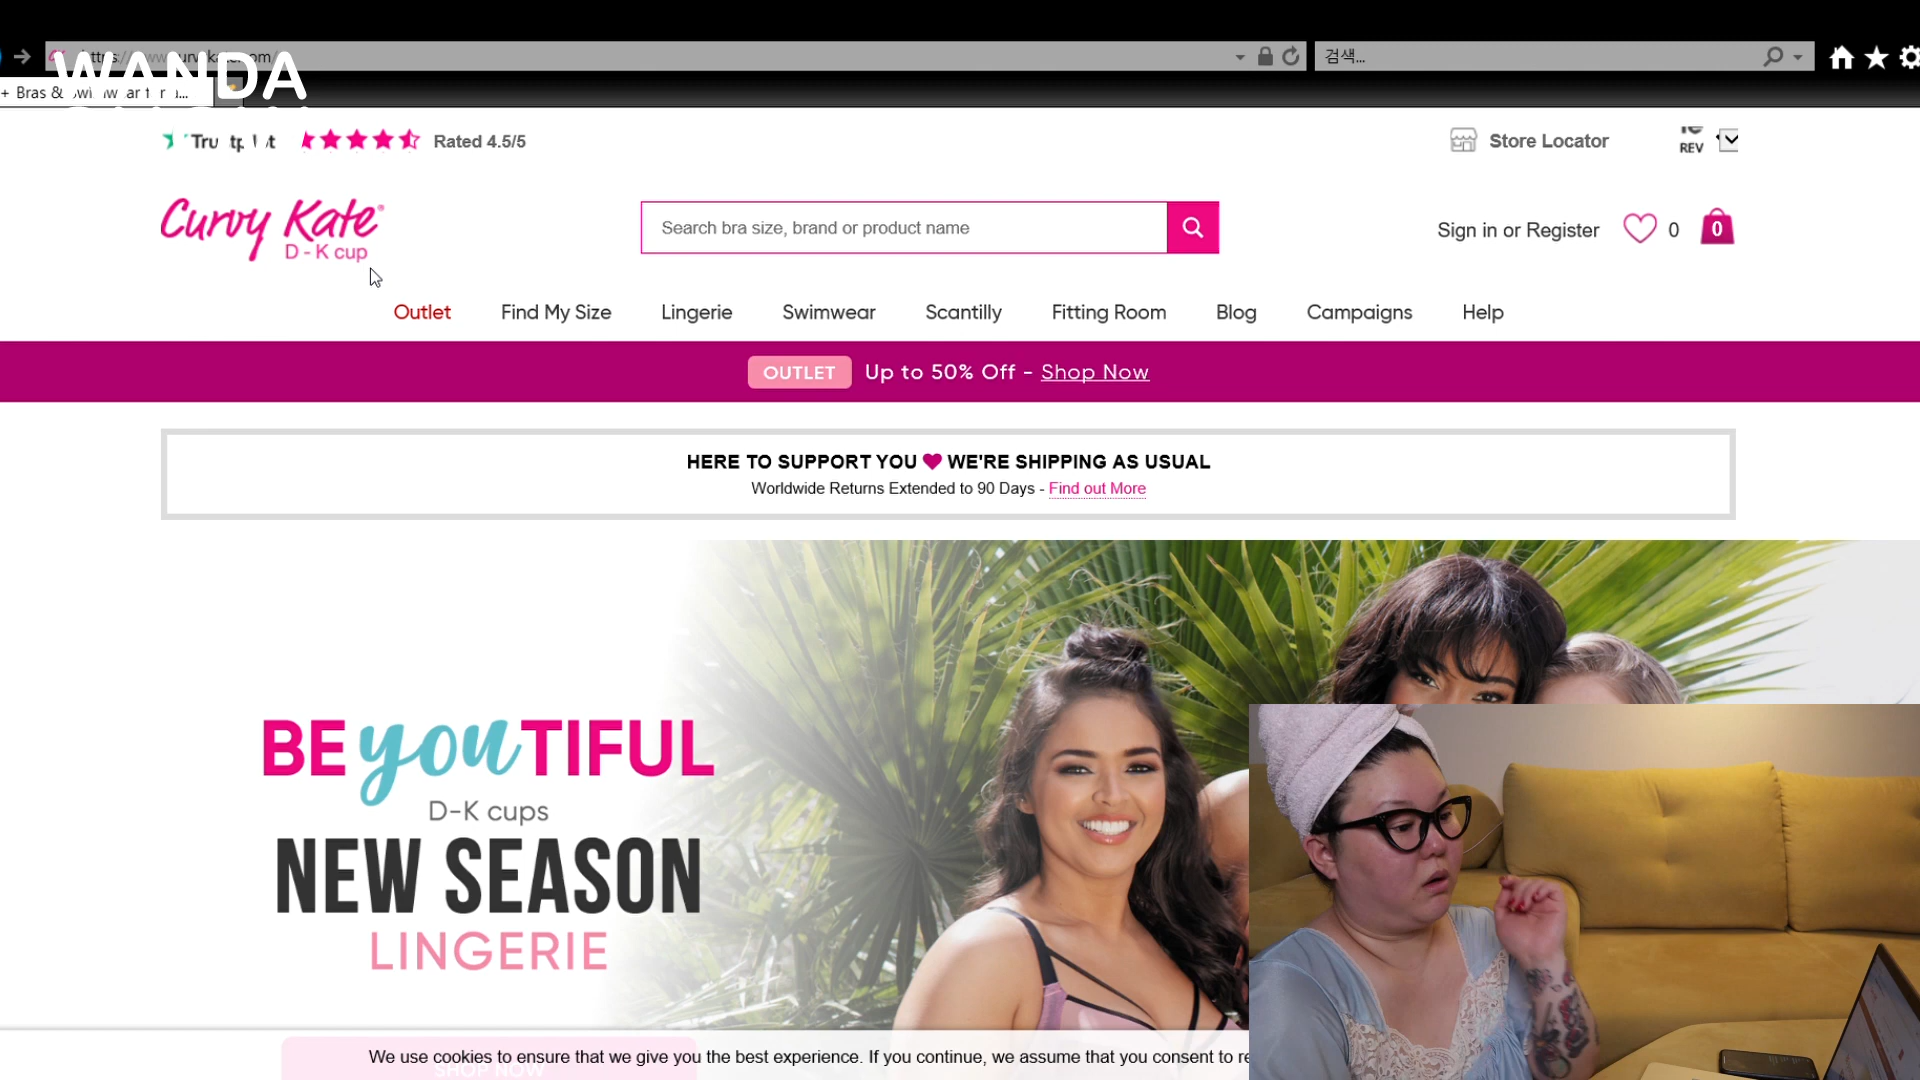 WANDA
검색...
+ Bras &
Rated 4.5/5
Store Locator
REV
Curvy Kate
D - K cup
Search bra size, brand or product name
Sign in or Register
0
0
Outlet
Find My Size
Lingerie
Swimwear
Scantilly
Fitting Room
Blog
Campaigns
Help
OUTLET Up to 50% Off - Shop Now
HERE TO SUPPORT YOU WE'RE SHIPPING AS USUAL
Worldwide Returns Extended to 90 Days - Find out More
BEyouTIFUL
D-K cups
NEW SEASON
LINGERIE
We use cookies to ensure that we give you the best experience. If you continue, we assume that you consent to
SHOP NOW